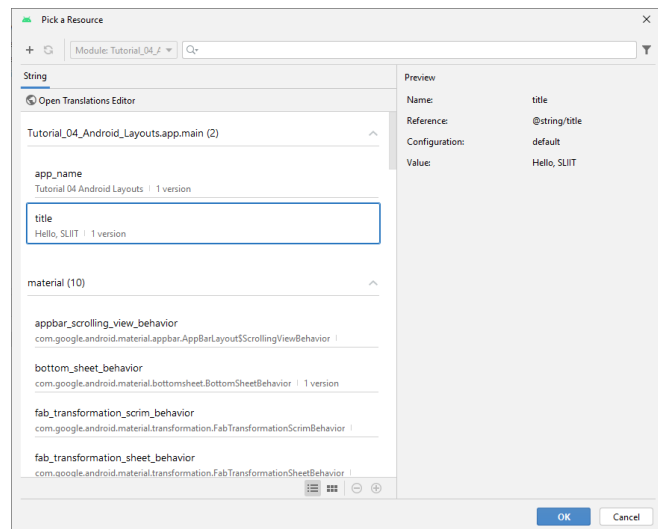 Pick a Resource
Module: Tutorial_04_A
String
Open Translations Editor
Tutorial_04_Android_Layouts.app.main (2)
app_name
Tutorial 04 Android Layouts | 1 version
title
Hello, SLIIT | 1 version
material (10)
appbar_scrolling_view_behavior
com.google.android.material.appbar.AppBarLayout$ScrollingViewBehavior |
bottom_sheet_behavior
com.google.android.material.bottomsheet.BottomSheetBehavior | 1 version
fab_transformation_scrim_behavior
com.google.android.material.transformation.FabTransformationScrimBehavior |
fab_transformation_sheet_behavior
com.google.android.material.transformation.FabTransformationSheetBehavior |
Preview
Name: title
Reference: @string/title
Configuration: default
Value: Hello, SLIIT
OK Cancel